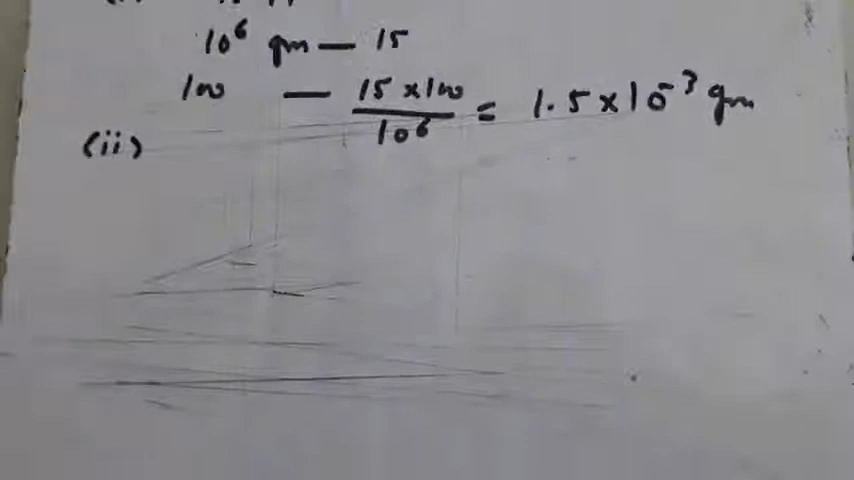 10⁶ gm — 15
100 — 15 × 100 / 10⁶ = 1.5 × 10⁻³ gm
(ii)